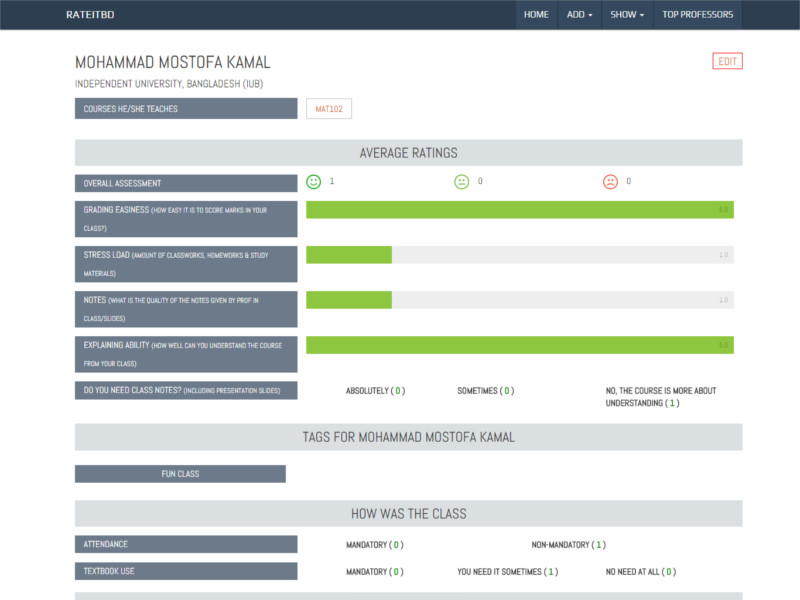 RATEITBD
HOME ADD SHOW TOP PROFESSORS
MOHAMMAD MOSTOFA KAMAL
EDIT
INDEPENDENT UNIVERSITY, BANGLADESH (IUB)
COURSES HE/SHE TEACHES MAT102
AVERAGE RATINGS
OVERALL ASSESSMENT 1 0 0
GRADING EASINESS (HOW EASY IT IS TO SCORE MARKS IN YOUR
CLASS?)
5.0
STRESS LOAD (AMOUNT OF CLASSWORKS, HOMEWORKS & STUDY
MATERIALS)
1.0
NOTES (WHAT IS THE QUALITY OF THE NOTES GIVEN BY PROF IN
CLASS/SLIDES)
1.0
EXPLAINING ABILITY (HOW WELL CAN YOU UNDERSTAND THE COURSE
FROM YOUR CLASS)
5.0
DO YOU NEED CLASS NOTES? (INCLUDING PRESENTATION SLIDES) ABSOLUTELY ( 0 ) SOMETIMES ( 0 ) NO, THE COURSE IS MORE ABOUT
UNDERSTANDING ( 1 )
TAGS FOR MOHAMMAD MOSTOFA KAMAL
FUN CLASS
HOW WAS THE CLASS
ATTENDANCE MANDATORY ( 0 ) NON-MANDATORY ( 1 )
TEXTBOOK USE MANDATORY ( 0 ) YOU NEED IT SOMETIMES ( 1 ) NO NEED AT ALL ( 0 )